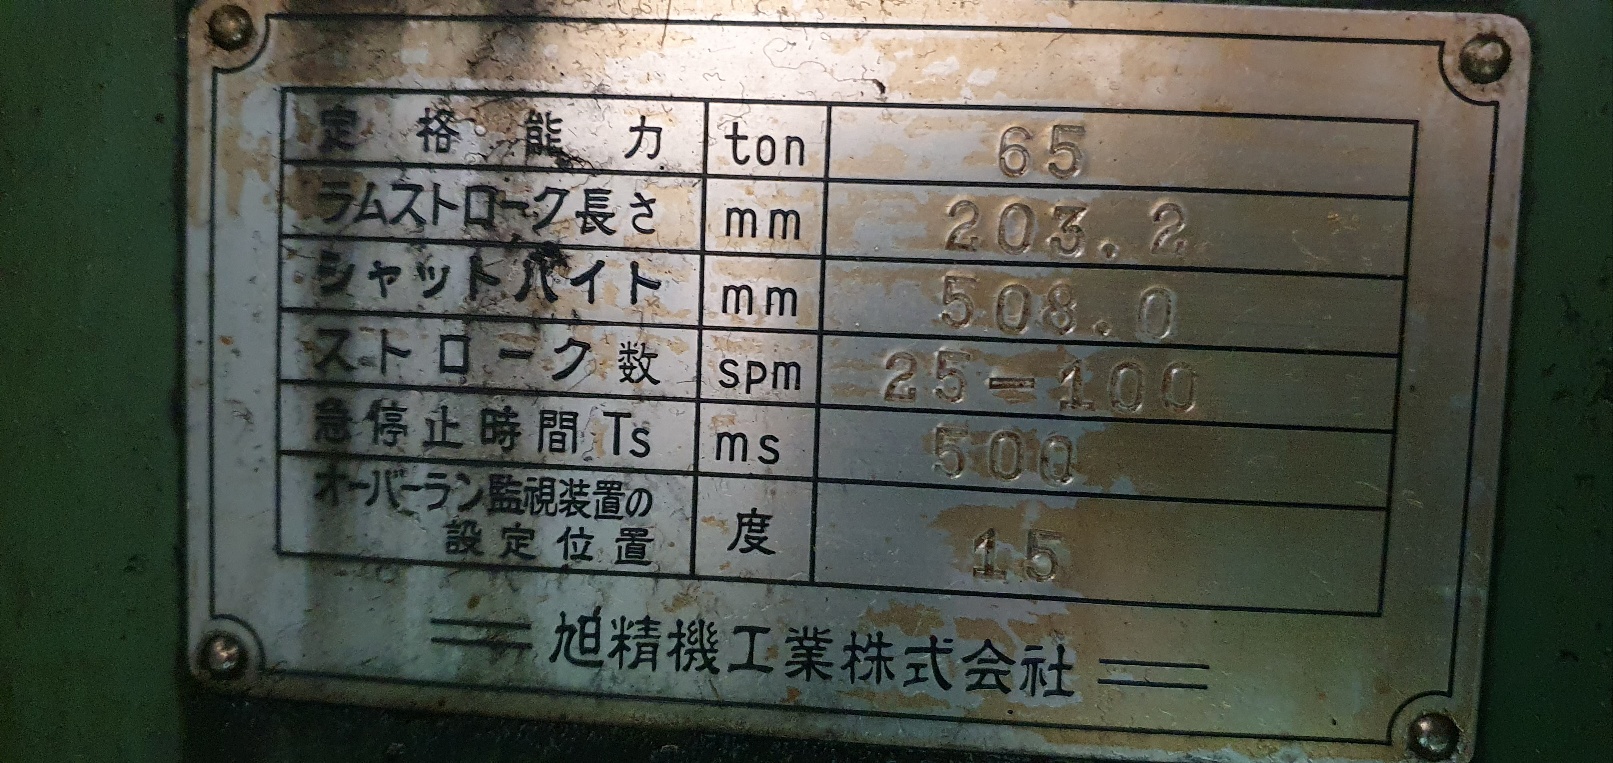 定格能力 ton 65
ラムストローク長さ mm 203.2
シャットハイト mm 508.0
ストローク数 spm 25-100
急停止時間Ts ms 500
オーバーラン監視装置の
設定位置 度 15
旭精機工業株式会社